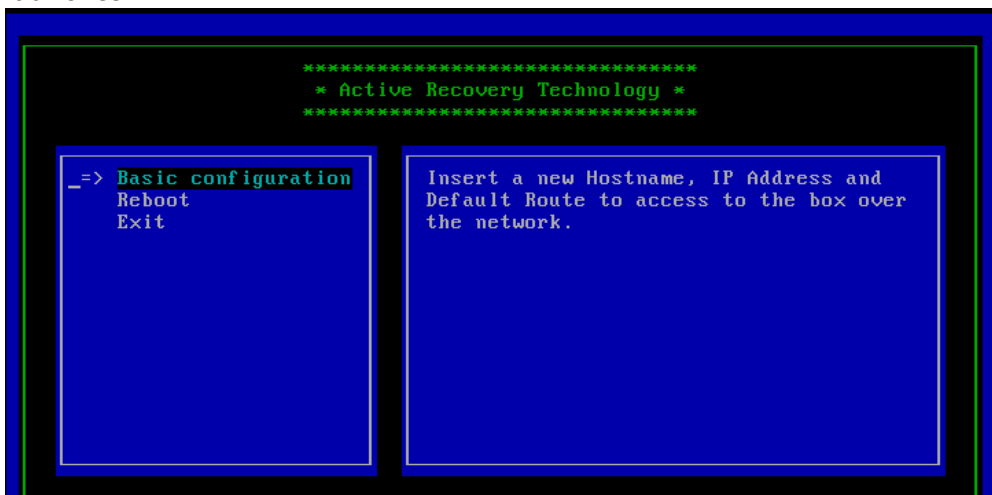 ********************************
* Active Recovery Technology *
********************************
_=> Basic configuration
Reboot
Exit
Insert a new Hostname, IP Address and
Default Route to access to the box over
the network.